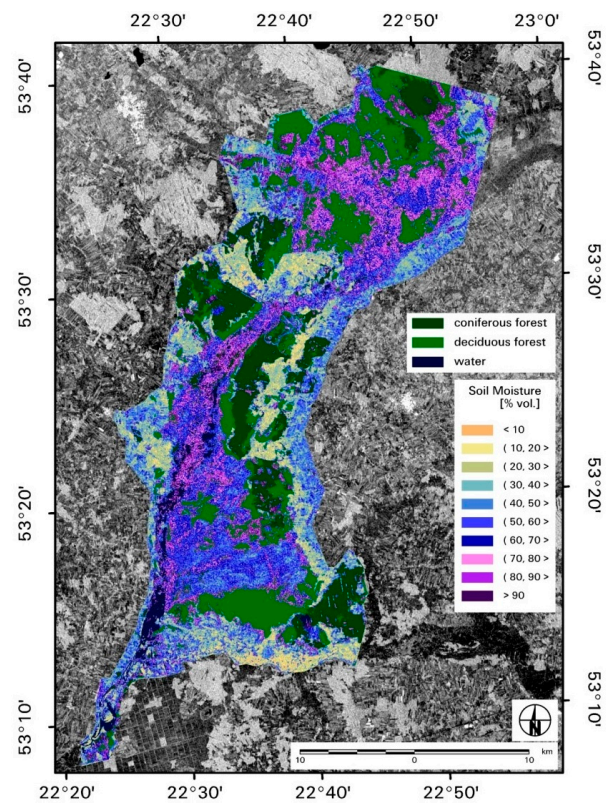 22°30' 22°40' 22°50' 23°0'
53°40' 53°40'
53°30' 53°30'
coniferous forest
deciduous forest
water
Soil Moisture
[% vol.]
< 10
( 10, 20 >
( 20, 30 >
(30, 40 >
(40, 50 >
(50, 60 >
(60, 70 >
(70, 80 >
(80, 90 >
> 90
53°20' 53°20'
53°10' 53°10'
N
km
10 0 10
22°20' 22°30' 22°40' 22°50'